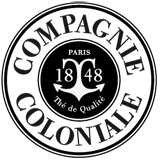 COMPAGNIE
PARIS
18 48
Thé de Qualité
COLONIALE